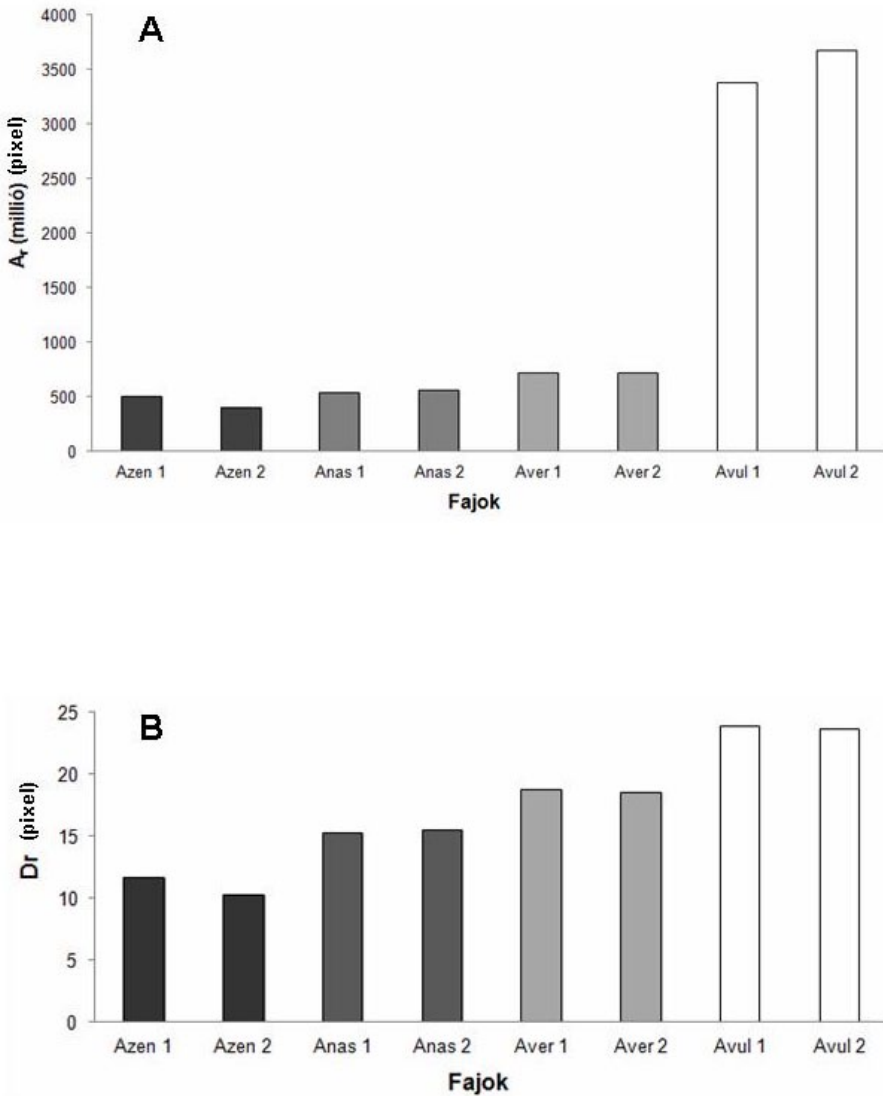 A
A_r (millió) (pixel)
4000
3500
3000
2500
2000
1500
1000
500
0
Azen 1 Azen 2 Anas 1 Anas 2 Aver 1 Aver 2 Avul 1 Avul 2
Fajok
B
Dr (pixel)
25
20
15
10
5
0
Azen 1 Azen 2 Anas 1 Anas 2 Aver 1 Aver 2 Avul 1 Avul 2
Fajok